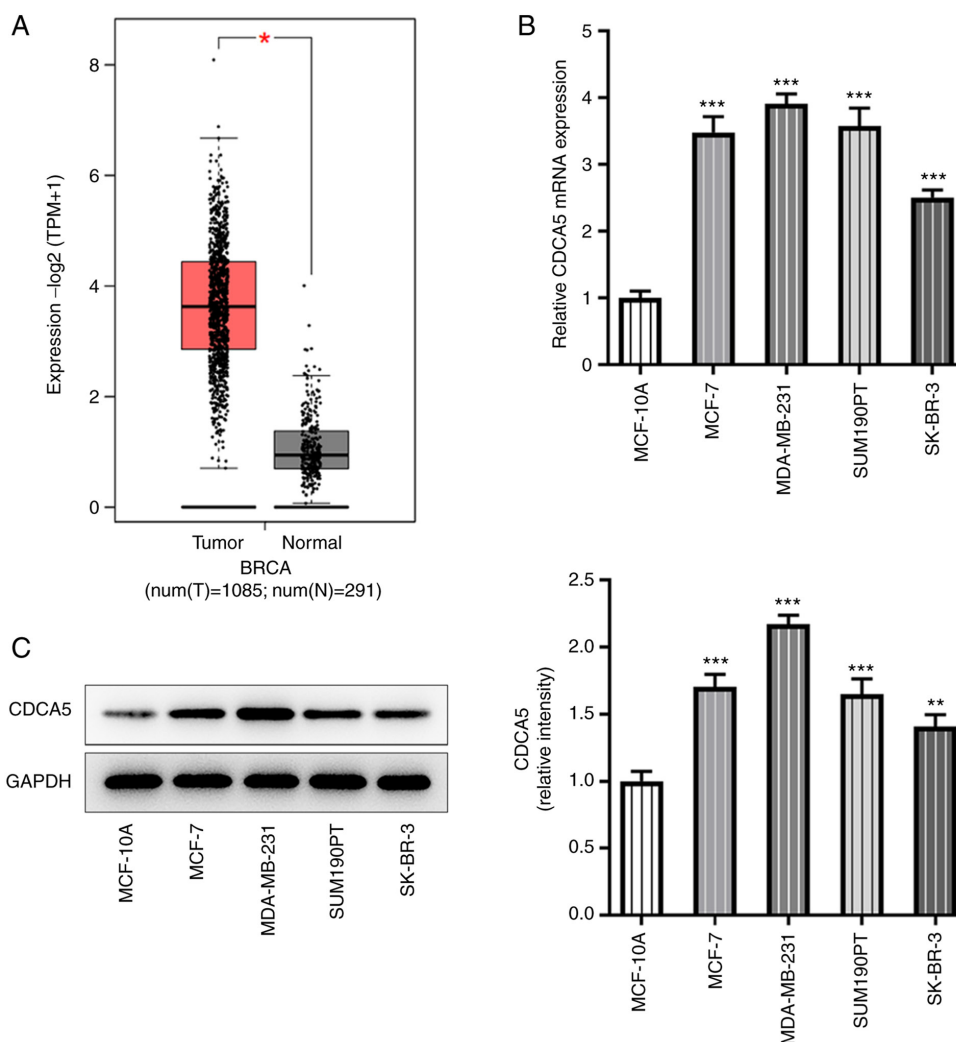 A
Expression –log2 (TPM+1)
8
6
4
2
0
*
Tumor
Normal
BRCA
(num(T)=1085; num(N)=291)
B
Relative CDCA5 mRNA expression
5
4
3
2
1
0
***
***
***
***
MCF-10A
MCF-7
MDA-MB-231
SUM190PT
SK-BR-3
C
CDCA5
GAPDH
MCF-10A
MCF-7
MDA-MB-231
SUM190PT
SK-BR-3
CDCA5
(relative intensity)
2.5
2.0
1.5
1.0
0.5
0.0
***
***
***
**
MCF-10A
MCF-7
MDA-MB-231
SUM190PT
SK-BR-3